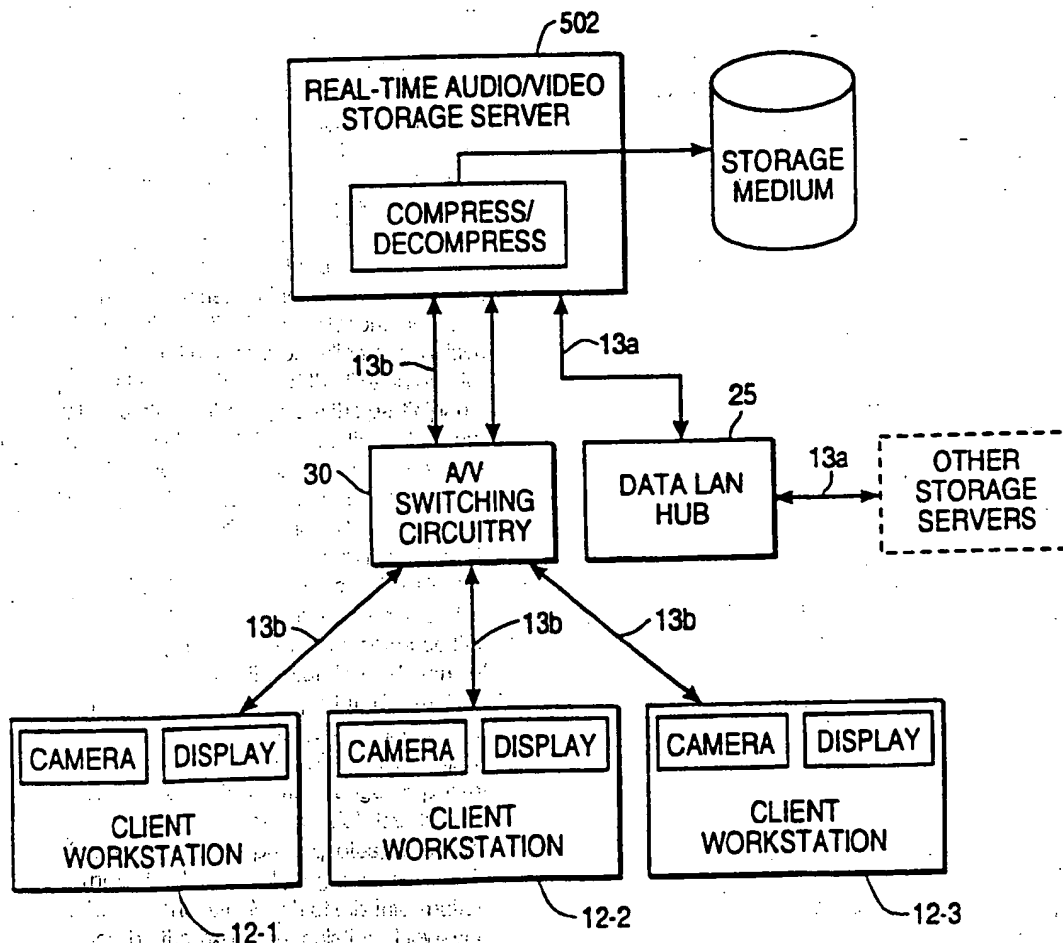 502
REAL-TIME AUDIO/VIDEO
STORAGE SERVER
COMPRESS/
DECOMPRESS
STORAGE
MEDIUM
13b
13a
25
30
A/V
SWITCHING
CIRCUITRY
DATA LAN
HUB
13a
OTHER
STORAGE
SERVERS
13b
13b
13b
CAMERA
DISPLAY
CLIENT
WORKSTATION
12-1
CAMERA
DISPLAY
CLIENT
WORKSTATION
12-2
CAMERA
DISPLAY
CLIENT
WORKSTATION
12-3